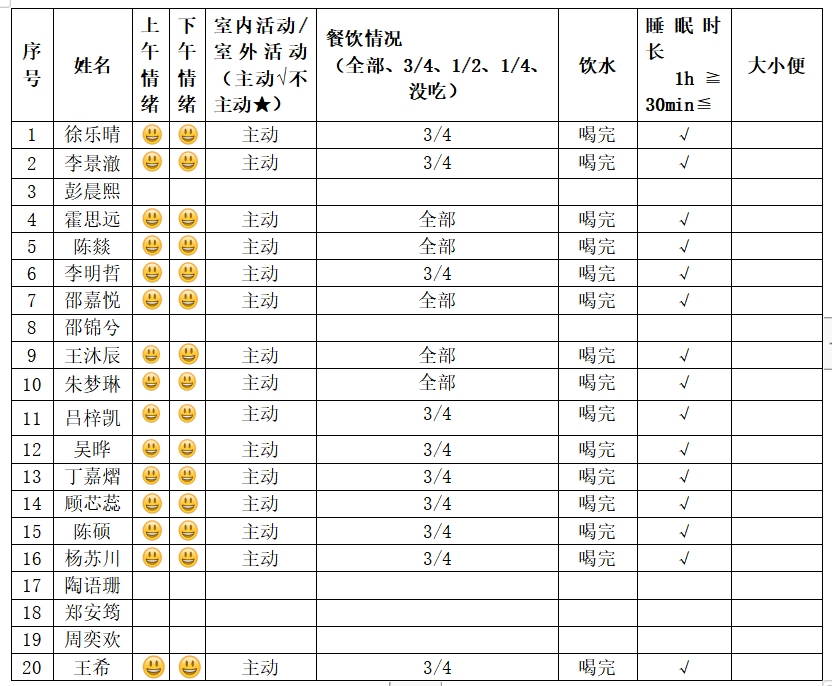 序号 姓名 上午情绪 下午情绪 室内活动/室外活动（主动√不主动★） 餐饮情况（全部、3/4、1/2、1/4、没吃） 饮水 睡眠时长 1h ≧ 30min≦ 大小便
1 徐乐晴 😃 😃 主动 3/4 喝完 √
2 李景澈 😃 😃 主动 3/4 喝完 √
3 彭晨熙
4 霍思远 😃 😃 主动 全部 喝完 √
5 陈燚 😃 😃 主动 全部 喝完 √
6 李明哲 😃 😃 主动 3/4 喝完 √
7 邵嘉悦 😃 😃 主动 全部 喝完 √
8 邵锦兮
9 王沐辰 😃 😃 主动 全部 喝完 √
10 朱梦琳 😃 😃 主动 全部 喝完 √
11 吕梓凯 😃 😃 主动 3/4 喝完 √
12 吴晔 😃 😃 主动 3/4 喝完 √
13 丁嘉熠 😃 😃 主动 3/4 喝完 √
14 顾芯蕊 😃 😃 主动 3/4 喝完 √
15 陈硕 😃 😃 主动 3/4 喝完 √
16 杨苏川 😃 😃 主动 3/4 喝完 √
17 陶语珊
18 郑安筠
19 周奕欢
20 王希 😃 😃 主动 3/4 喝完 √